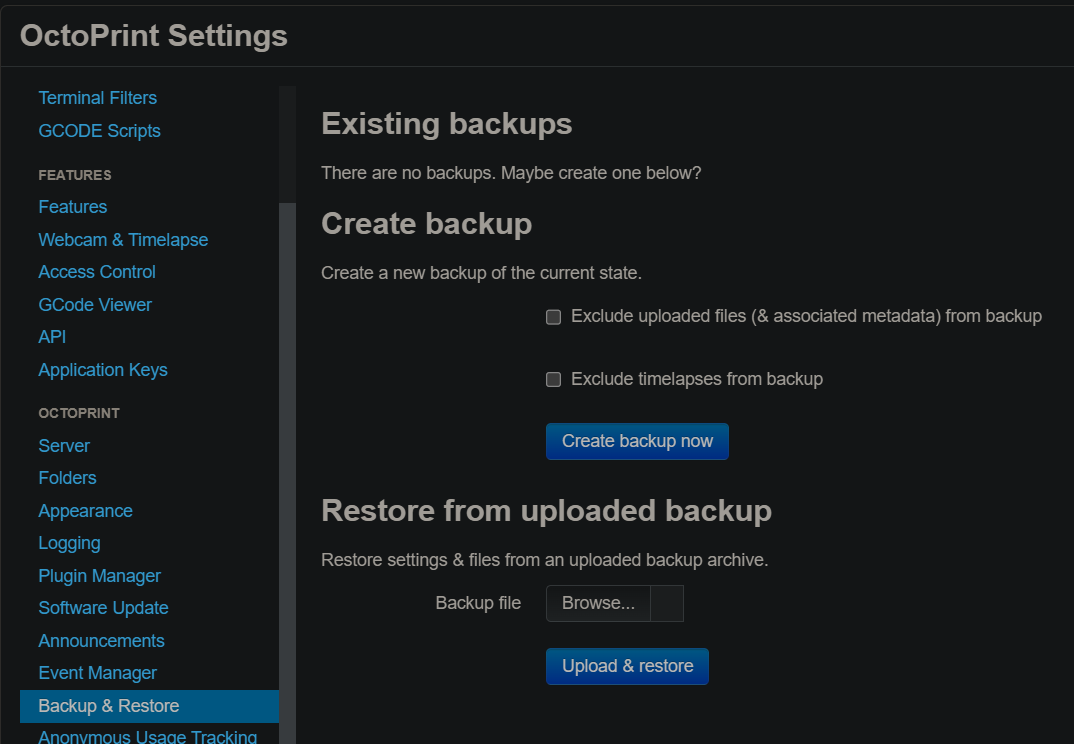 OctoPrint Settings
Terminal Filters
GCODE Scripts
FEATURES
Features
Webcam & Timelapse
Access Control
GCode Viewer
API
Application Keys
OCTOPRINT
Server
Folders
Appearance
Logging
Plugin Manager
Software Update
Announcements
Event Manager
Backup & Restore
Anonymous Usage Tracking
Existing backups
There are no backups. Maybe create one below?
Create backup
Create a new backup of the current state.
Exclude uploaded files (& associated metadata) from backup
Exclude timelapses from backup
Create backup now
Restore from uploaded backup
Restore settings & files from an uploaded backup archive.
Backup file Browse...
Upload & restore